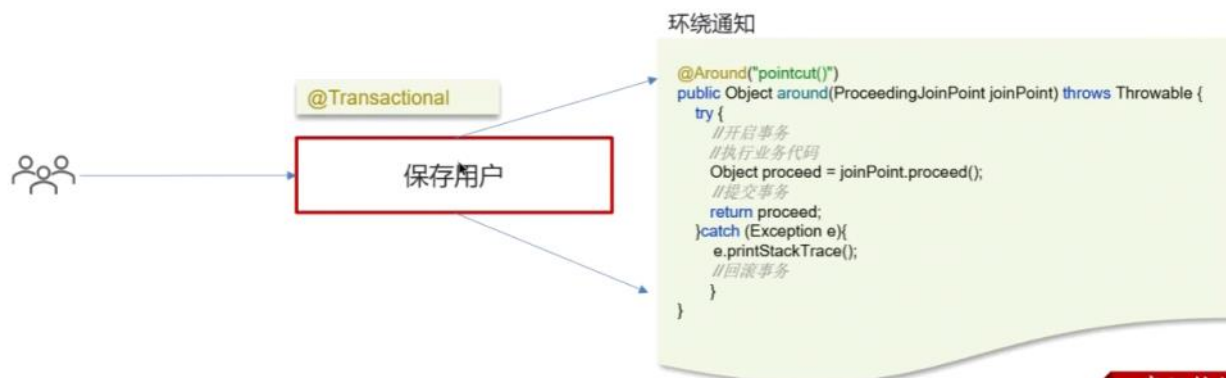 环绕通知
@Transactional
保存用户
@Around("pointcut()")
public Object around(ProceedingJoinPoint joinPoint) throws Throwable {
try {
//开启事务
//执行业务代码
Object proceed = joinPoint.proceed();
//提交事务
return proceed;
}catch (Exception e){
e.printStackTrace();
//回滚事务
}
}